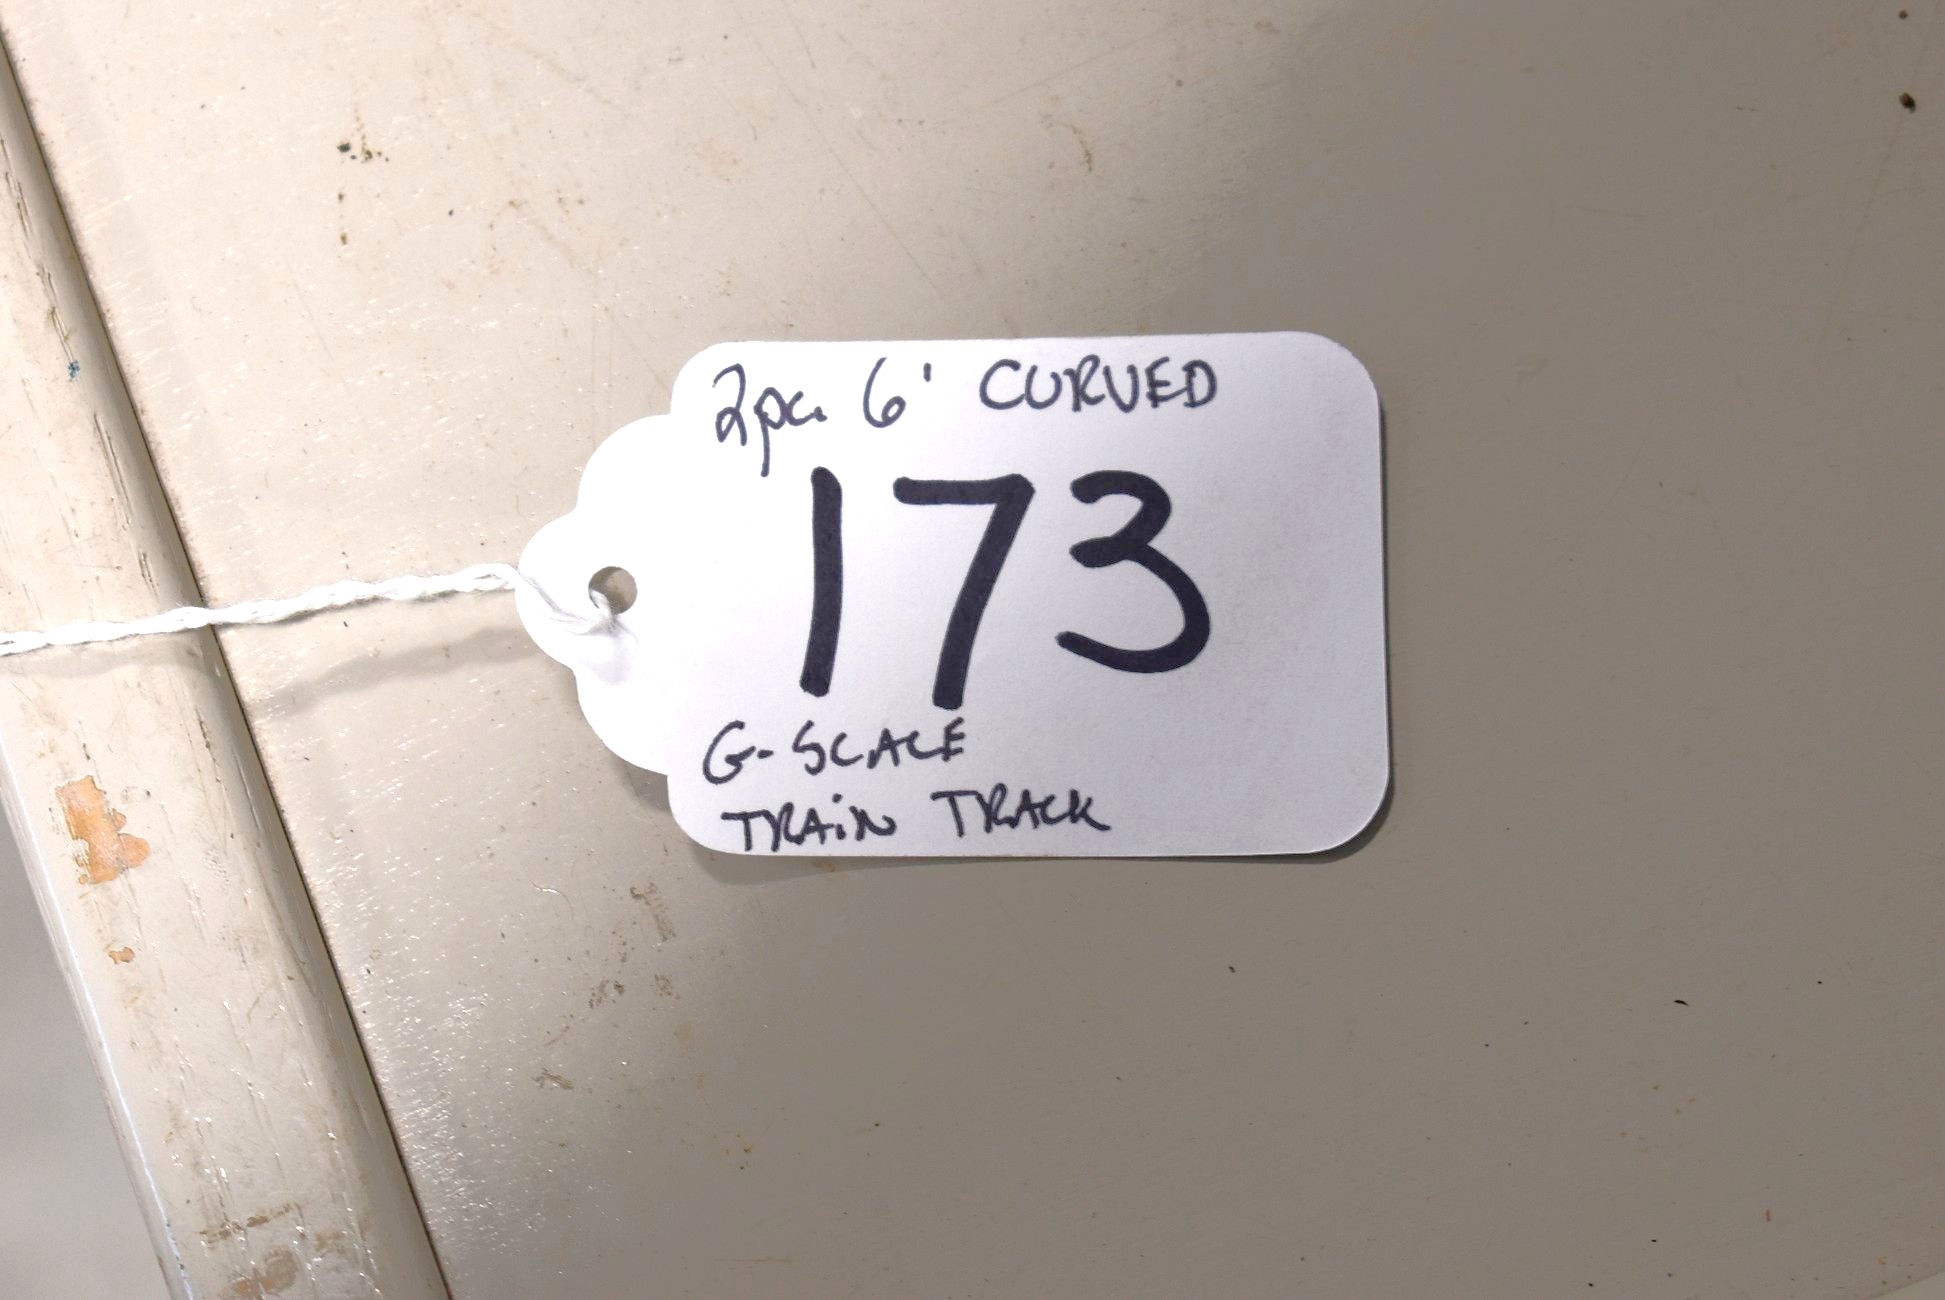 2pc. 6' CURVED
173
G-SCALE
TRAiN TRACK